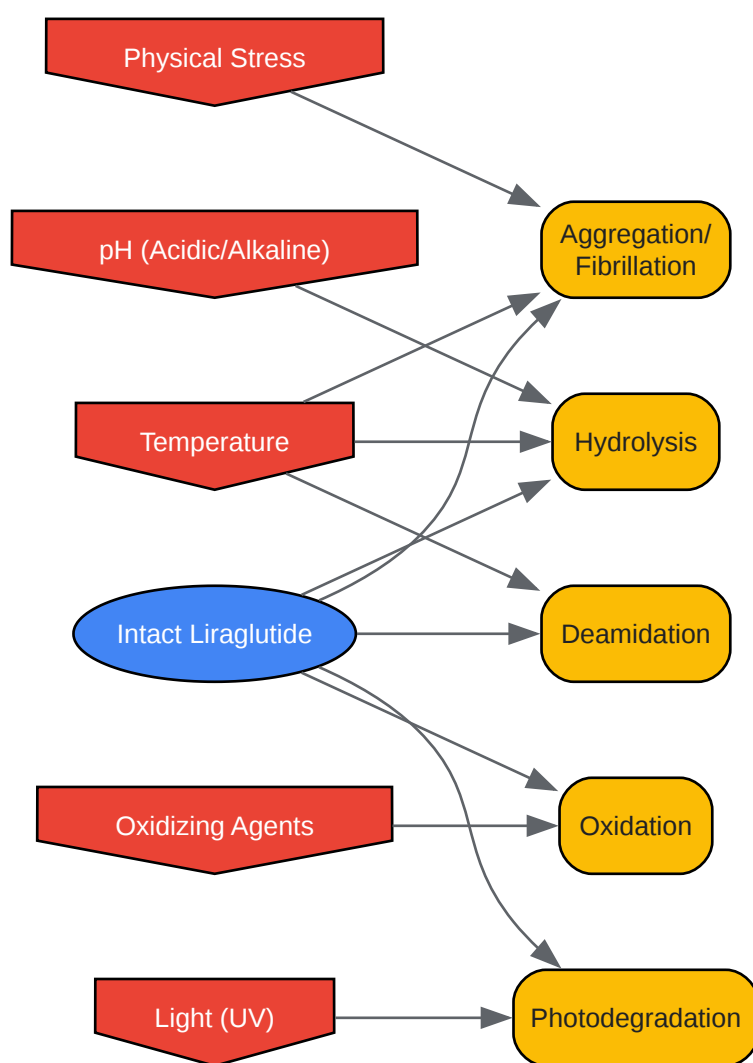 Physical Stress
pH (Acidic/Alkaline)
Aggregation/
Fibrillation
Temperature
Hydrolysis
Intact Liraglutide
Deamidation
Oxidizing Agents
Oxidation
Light (UV)
Photodegradation